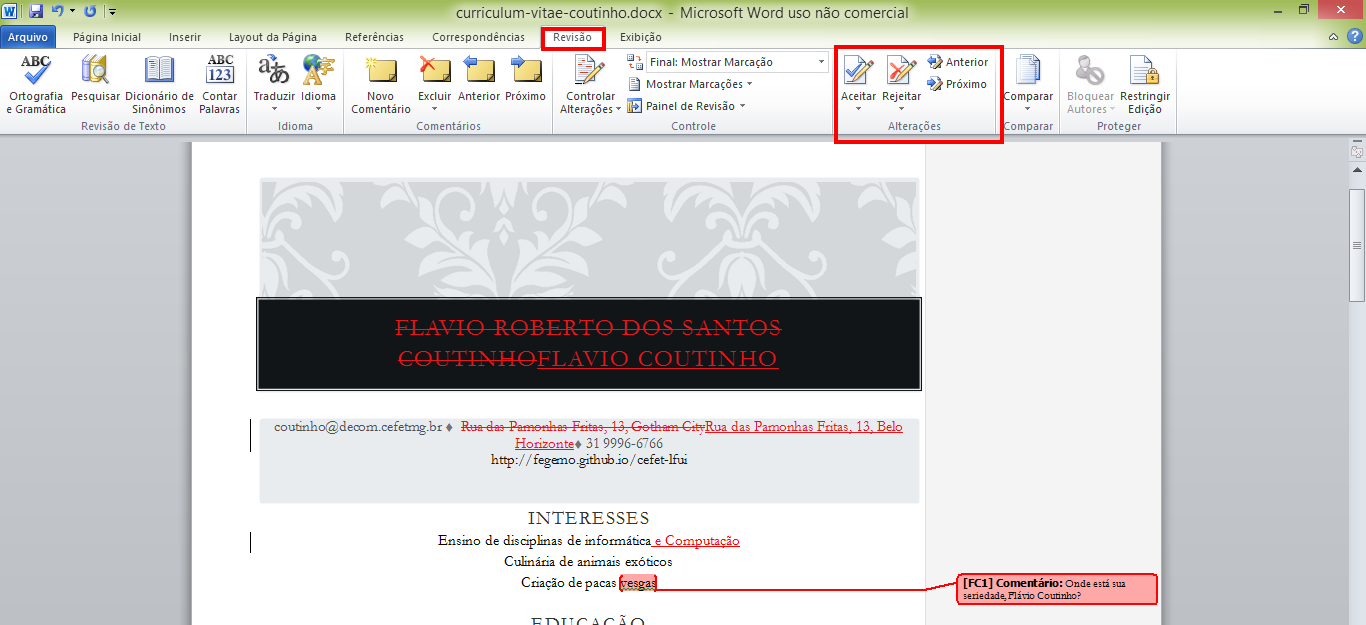 curriculum-vitae-coutinho.docx - Microsoft Word uso não comercial
Arquivo Página Inicial Inserir Layout da Página Referências Correspondências Revisão Exibição
ABC
Ortografia
e Gramática
Pesquisar
Dicionário de
Sinônimos
ABC
123
Contar
Palavras
Revisão de Texto
Traduzir
Idioma
Idioma
Novo
Comentário
Excluir
Anterior
Próximo
Comentários
Controlar
Alterações
Final: Mostrar Marcação
Mostrar Marcações
Painel de Revisão
Controle
Aceitar
Rejeitar
Anterior
Próximo
Alterações
Comparar
Comparar
Bloquear
Autores
Restringir
Edição
Proteger
FLAVIO ROBERTO DOS SANTOS
COUTINHOFLAVIO COUTINHO
coutinho@decom.cefetmg.br ♦ Rua das Pamonhas Fritas, 13, Gotham CityRua das Pamonhas Fritas, 13, Belo
Horizonte♦ 31 9996-6766
http://fegemo.github.io/cefet-lfui
INTERESSES
Ensino de disciplinas de informática e Computação
Culinária de animais exóticos
Criação de pacas vesgas
[FC1] Comentário: Onde está sua
seriedade, Flávio Coutinho?
EDUCAÇÃO